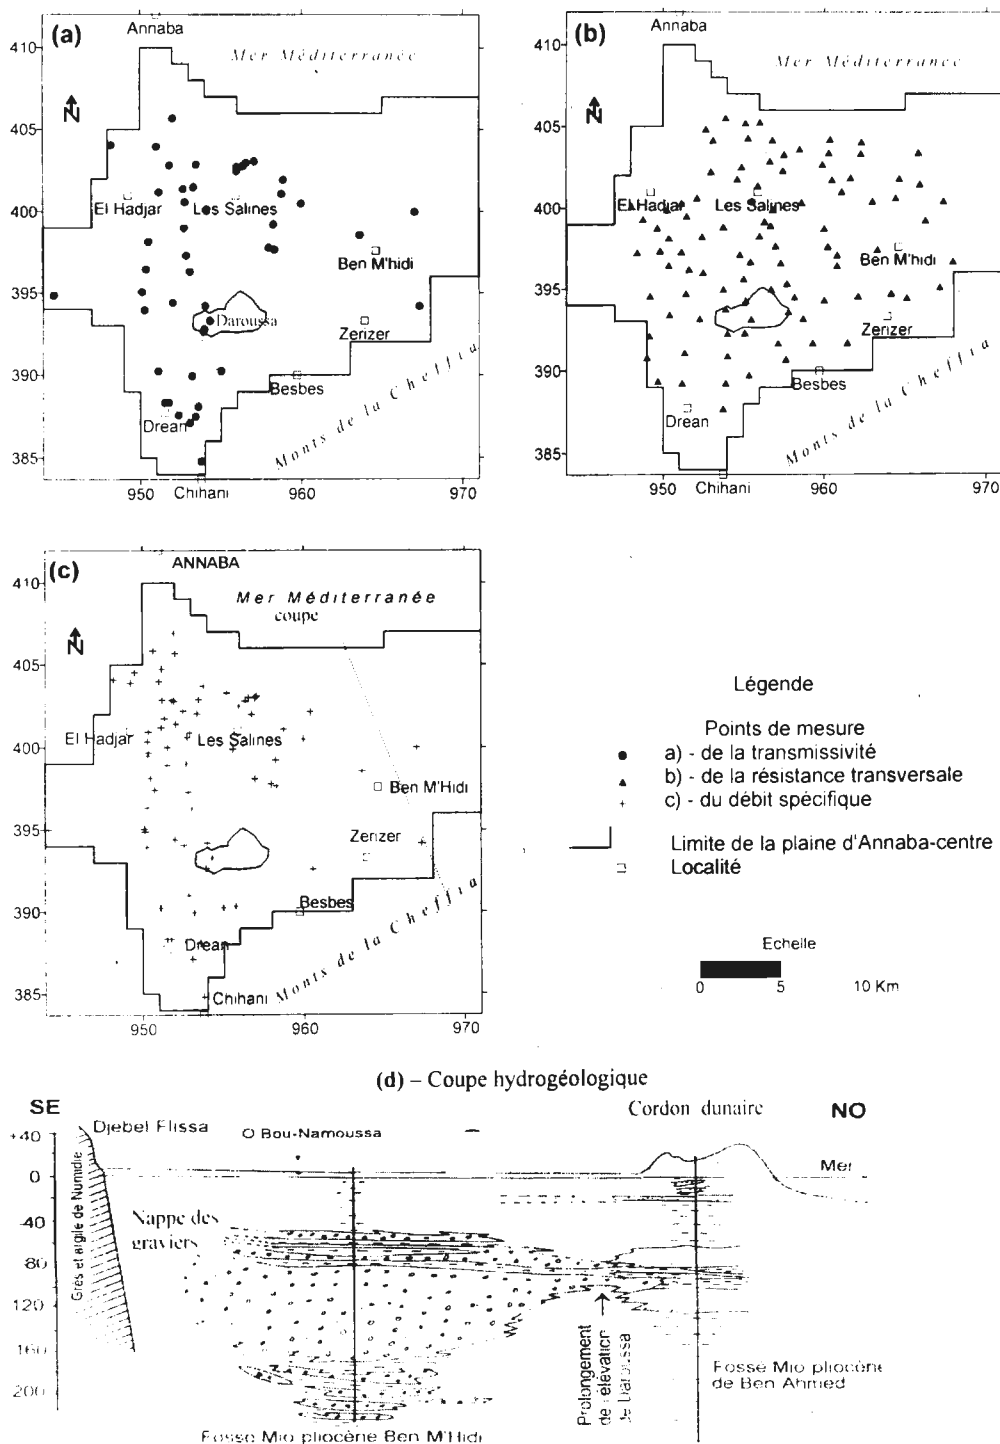 (a)
Annaba
410
Mer Méditerranée
N
405
El Hadjar
Les Salines
400
Ben M'hidi
395
Daroussa
Zerizer
390
Besbes
Drean
Monts de la Cheffia
385
Chihani
950
960
970
(b)
Annaba
410
Mer Méditerranée
N
405
El Hadjar
Les Salines
400
Ben M'hidi
395
Zerizer
390
Besbes
Drean
Monts de la Cheffia
385
Chihani
950
960
970
(c)
ANNABA
410
Mer Méditerranée
coupe
N
405
El Hadjar
Les Salines
400
Ben M'Hidi
395
Zerizer
390
Besbes
Drean
Monts de la Cheffia
385
Chihani
950
960
970
Légende
Points de mesure
a) - de la transmissivité
b) - de la résistance transversale
c) - du débit spécifique
Limite de la plaine d'Annaba-centre
Localité
Echelle
0 5 10 Km
(d) – Coupe hydrogéologique
SE
Cordon dunaire
NO
+40
Djebel Flissa
O Bou-Namoussa
Mer
0
Grès et argile de Numidie
-40
Nappe des
graviers
80
120
160
200
Prolongement
de l'élévation
de Daroussa
Fosse Mio pliocène
de Ben Ahmed
Fosse Mio pliocène Ben M'Hidi